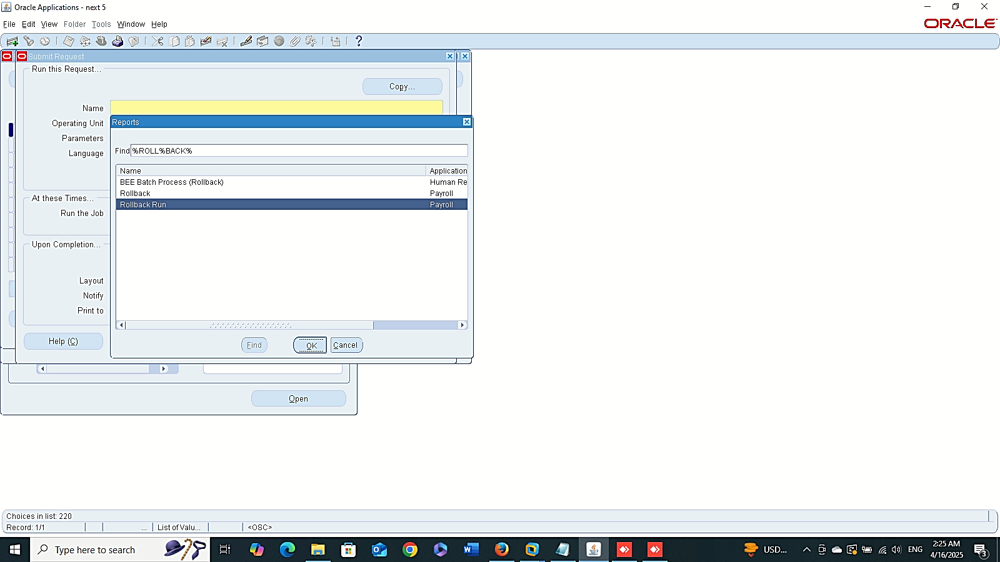 Oracle Applications - next 5
File Edit View Folder Tools Window Help
ORACLE
Submit Request
Run this Request...
Copy...
Name
Operating Unit
Parameters
Language
Reports
Find %ROLL%BACK%
Name Application
BEE Batch Process (Rollback) Human Re
Rollback Payroll
Rollback Run Payroll
At these Times...
Run the Job
Upon Completion...
Layout
Notify
Print to
Help (C)
Find OK Cancel
Open
Choices in list: 220
Record: 1/1 ... List of Valu... <OSC>
Type here to search
USD...
ENG
2:25 AM
4/16/2025
3